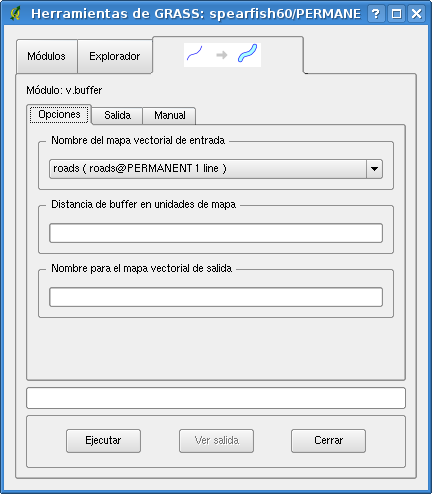 Herramientas de GRASS: spearfish60/PERMANE
Módulos
Explorador
Módulo: v.buffer
Opciones
Salida
Manual
Nombre del mapa vectorial de entrada
roads ( roads@PERMANENT 1 line )
Distancia de buffer en unidades de mapa
Nombre para el mapa vectorial de salida
Ejecutar
Ver salida
Cerrar